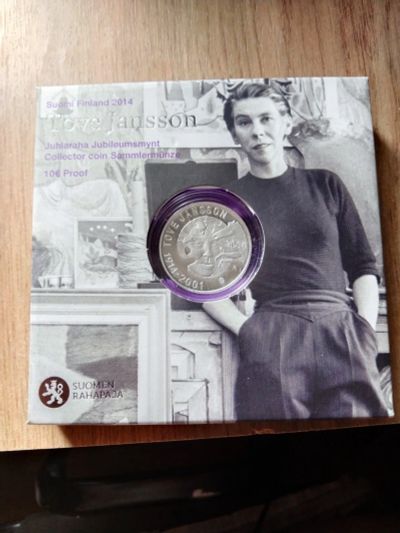 Suomi Finland 2014
Tove Jansson
Juhlaraha Jubileumsmynt
Collector coin Sammlermünze
10€ Proof
TOVE JANSSON
1914-2001
SUOMEN
RAHAPAJA